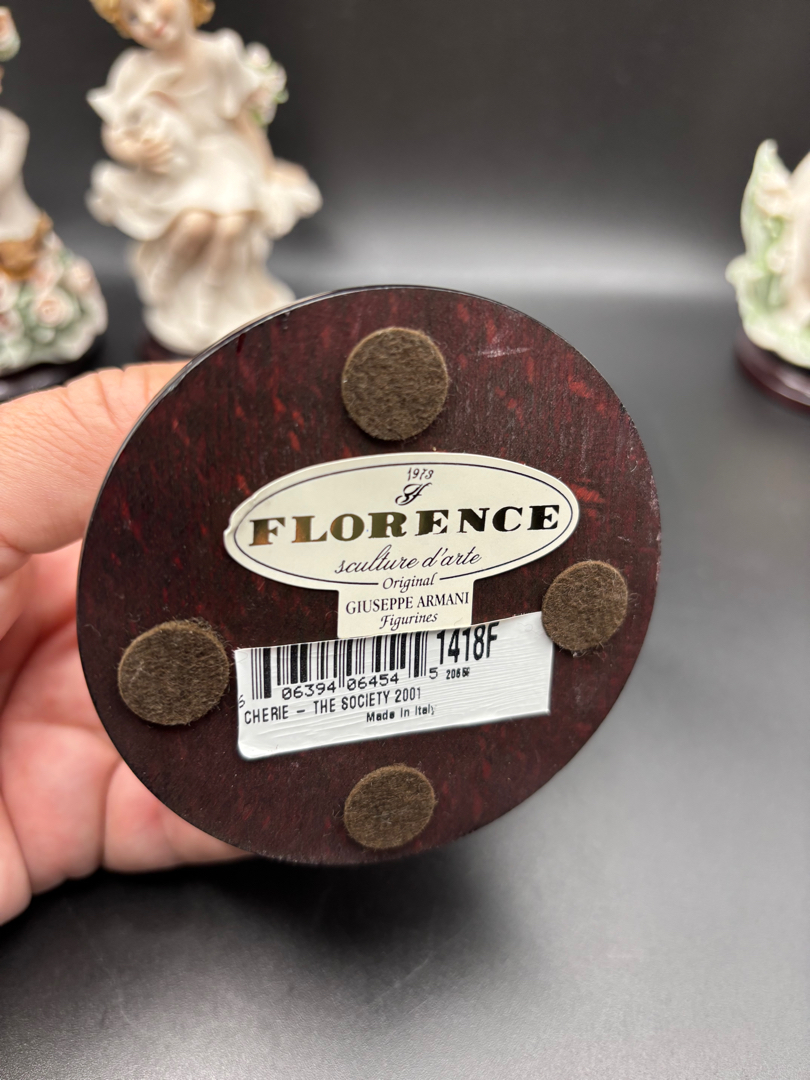 1973
FLORENCE
sculture d'arte
Original
GIUSEPPE ARMANI
Figurines
1418F
6 06394 06454 5
CHERIE - THE SOCIETY 2001
Made in Italy